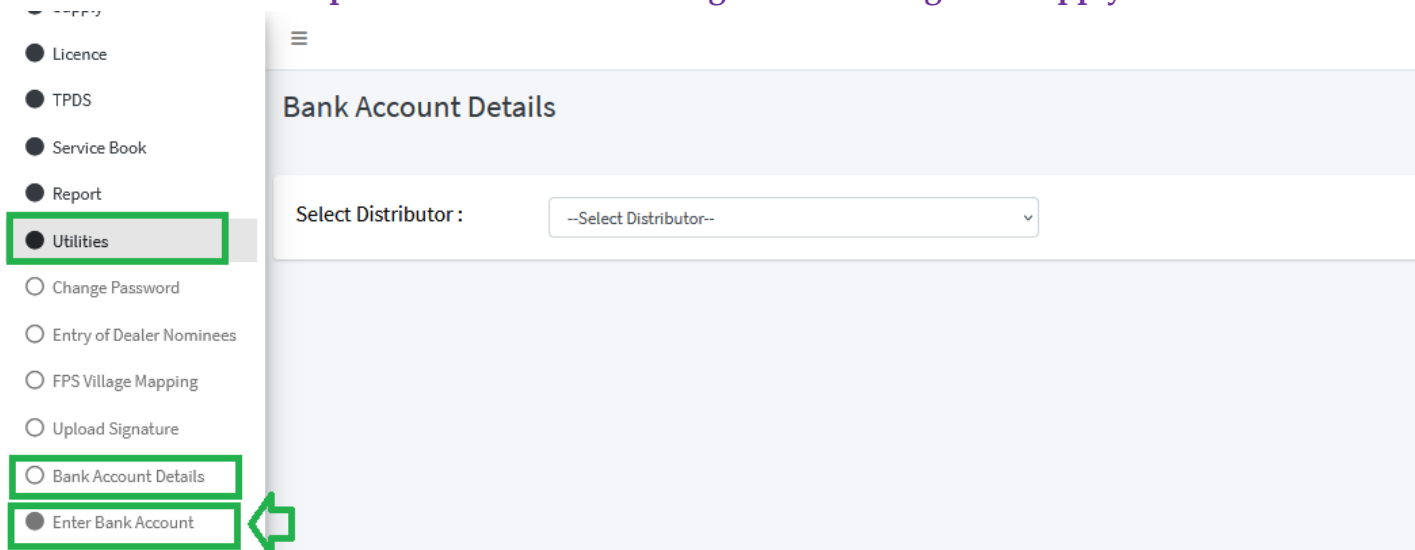 Supply
Licence
TPDS
Service Book
Report
Utilities
Change Password
Entry of Dealer Nominees
FPS Village Mapping
Upload Signature
Bank Account Details
Enter Bank Account
Bank Account Details
Select Distributor :
--Select Distributor--